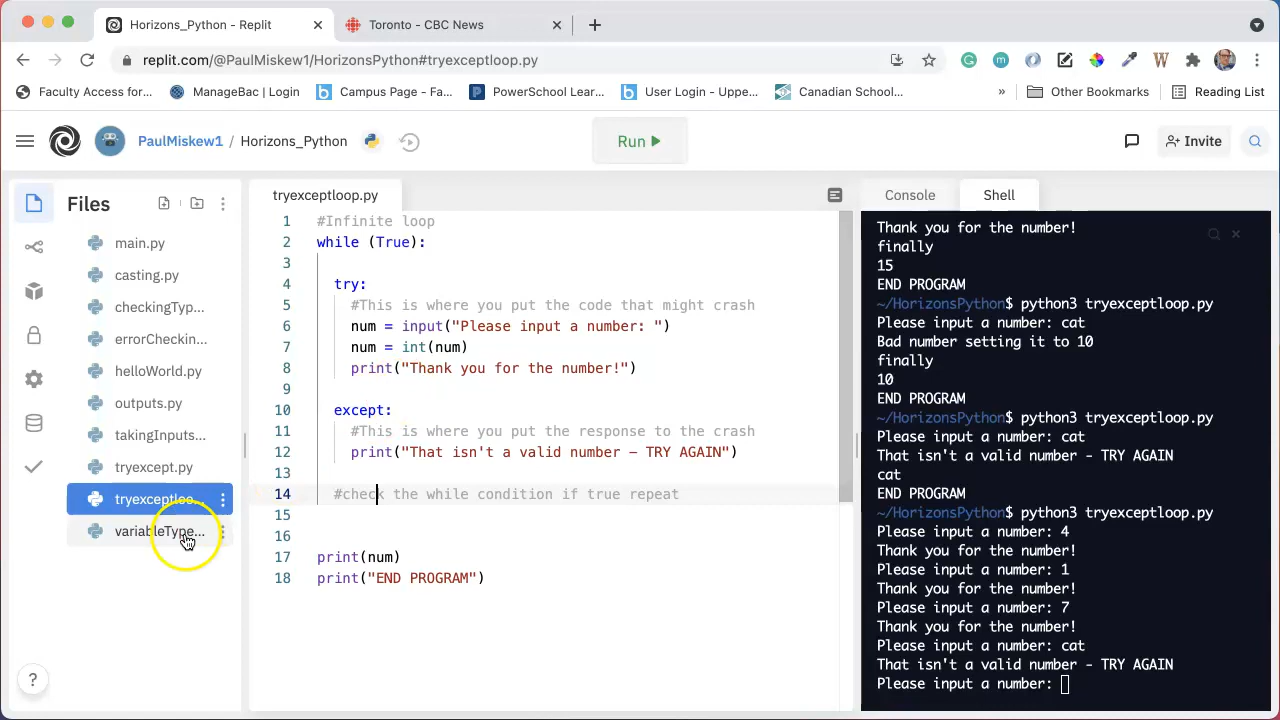 Horizons_Python - Replit
Toronto - CBC News
replit.com/@PaulMiskew1/HorizonsPython#tryexceptloop.py
Faculty Access for...
ManageBac | Login
Campus Page - Fa...
PowerSchool Lear...
User Login - Uppe...
Canadian School...
»
Other Bookmarks
Reading List
PaulMiskew1 / Horizons_Python
Run
Invite
Files
main.py
casting.py
checkingTyp...
errorCheckin...
helloWorld.py
outputs.py
takingInputs...
tryexcept.py
tryexceptloo...
variableType...
?
tryexceptloop.py
1 #Infinite loop
2 while (True):
3
4 try:
5 #This is where you put the code that might crash
6 num = input("Please input a number: ")
7 num = int(num)
8 print("Thank you for the number!")
9
10 except:
11 #This is where you put the response to the crash
12 print("That isn't a valid number – TRY AGAIN")
13
14 #check the while condition if true repeat
15
16
17 print(num)
18 print("END PROGRAM")
Console
Shell
Thank you for the number!
finally
15
END PROGRAM
~/HorizonsPython$ python3 tryexceptloop.py
Please input a number: cat
Bad number setting it to 10
finally
10
END PROGRAM
~/HorizonsPython$ python3 tryexceptloop.py
Please input a number: cat
That isn't a valid number – TRY AGAIN
cat
END PROGRAM
~/HorizonsPython$ python3 tryexceptloop.py
Please input a number: 4
Thank you for the number!
Please input a number: 1
Thank you for the number!
Please input a number: 7
Thank you for the number!
Please input a number: cat
That isn't a valid number – TRY AGAIN
Please input a number: